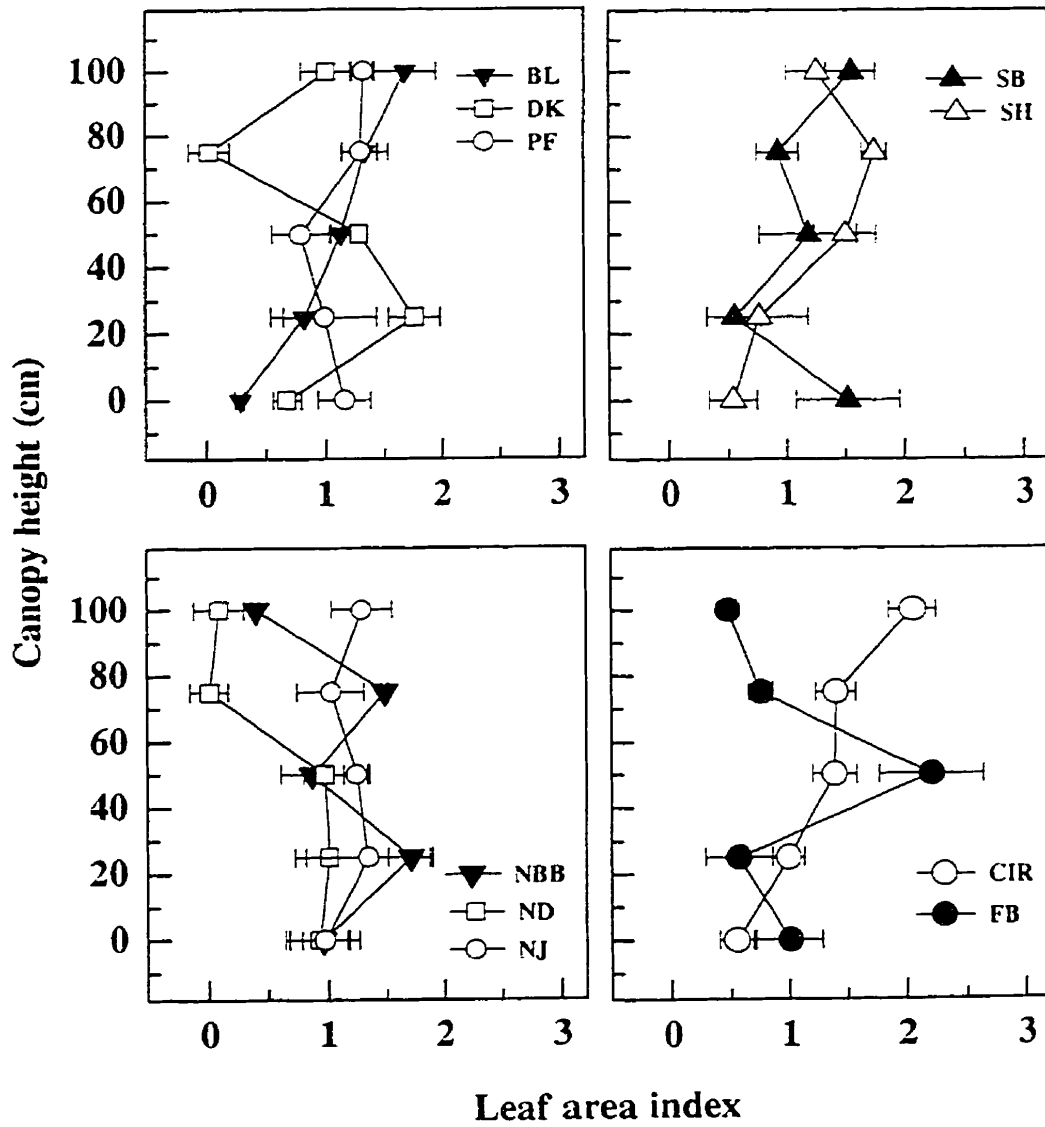 100
80
60
40
20
0
BL
DK
PF
0 1 2 3
SB
SH
0 1 2 3
Canopy height (cm)
100
80
60
40
20
0
NBB
ND
NJ
0 1 2 3
CIR
FB
0 1 2 3
Leaf area index